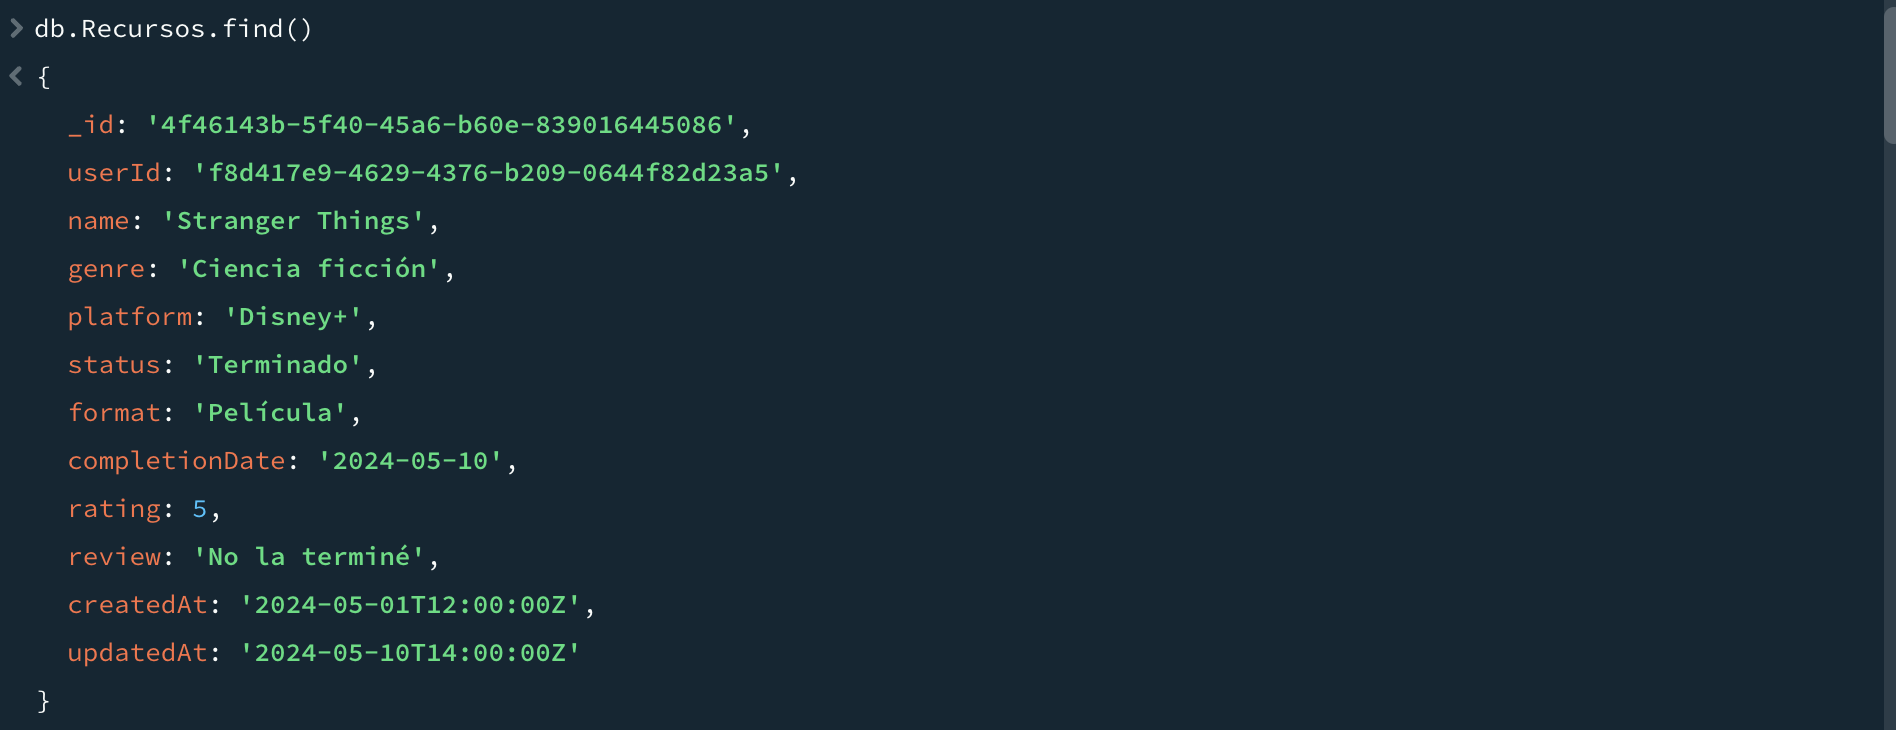 db.Recursos.find()
{
_id: '4f46143b-5f40-45a6-b60e-839016445086',
userId: 'f8d417e9-4629-4376-b209-0644f82d23a5',
name: 'Stranger Things',
genre: 'Ciencia ficción',
platform: 'Disney+',
status: 'Terminado',
format: 'Película',
completionDate: '2024-05-10',
rating: 5,
review: 'No la terminé',
createdAt: '2024-05-01T12:00:00Z',
updatedAt: '2024-05-10T14:00:00Z'
}